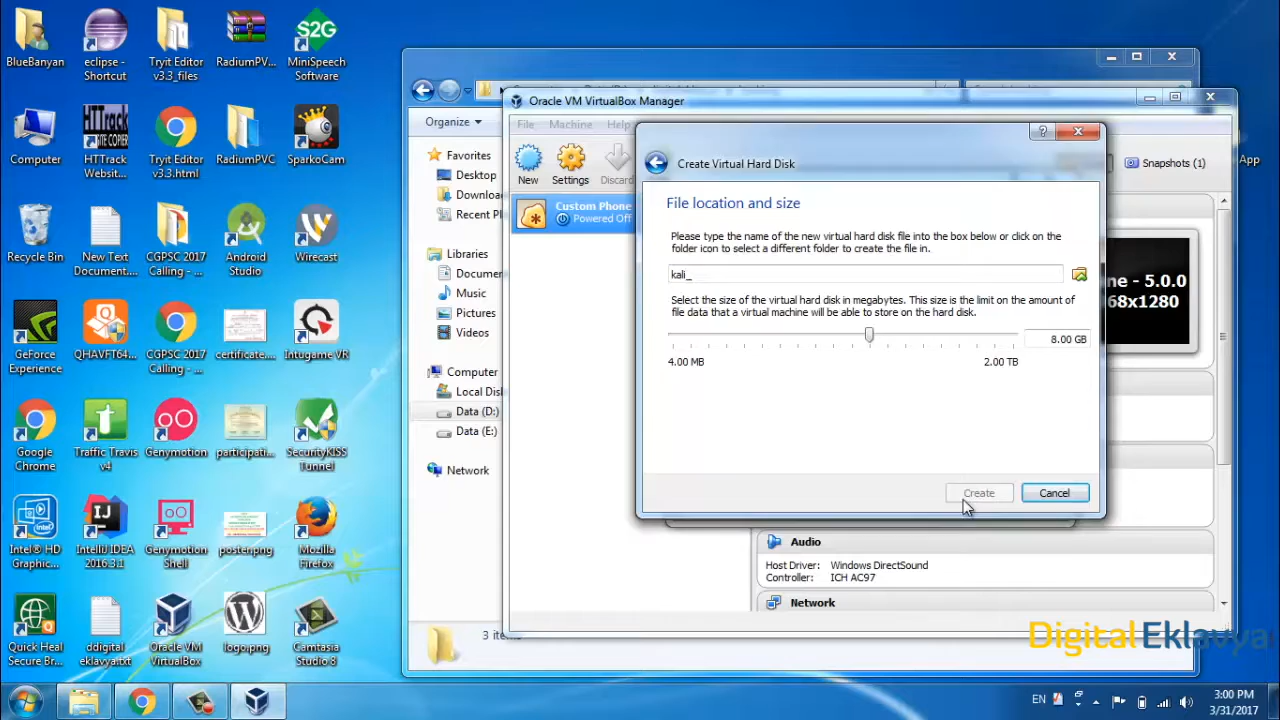 BlueBanyan
eclipse -
Shortcut
Tryit Editor
v3.3_files
RadiumPV...
S2G
MiniSpeech
Software
Computer
HTTrack
SITE COPIER
HTTrack
Websit...
Tryit Editor
v3.3.html
RadiumPVC
SparkoCam
Recycle Bin
New Text
Document....
CGPSC 2017
Calling - ...
Android
Studio
Wirecast
GeForce
Experience
QHAVFT64...
CGPSC 2017
Calling - ...
certificate....
Intugame VR
Google
Chrome
Traffic Travis
v4
Genymotion
participati...
SecurityKISS
Tunnel
Intel® HD
Graphic...
IntelliJ IDEA
2016.3.1
Genymotion
Shell
poster.png
Mozilla
Firefox
Quick Heal
Secure Br...
ddigital
eklavya.txt
Oracle VM
VirtualBox
logo.png
Camtasia
Studio 8
Organize
Favorites
Desktop
Downloa
Recent Pl
Libraries
Documen
Music
Pictures
Videos
Computer
Local Disk
Data (D:)
Data (E:)
Network
3 items
Oracle VM VirtualBox Manager
File Machine Help
New
Settings
Discard
Snapshots (1)
App
Custom Phone
Powered Off
ne - 5.0.0
68x1280
Create Virtual Hard Disk
File location and size
Please type the name of the new virtual hard disk file into the box below or click on the
folder icon to select a different folder to create the file in.
kali_
Select the size of the virtual hard disk in megabytes. This size is the limit on the amount of
file data that a virtual machine will be able to store on the hard disk.
8.00 GB
4.00 MB
2.00 TB
Create
Cancel
Audio
Host Driver: Windows DirectSound
Controller: ICH AC97
Network
Digital Eklavya
EN
3:00 PM
3/31/2017